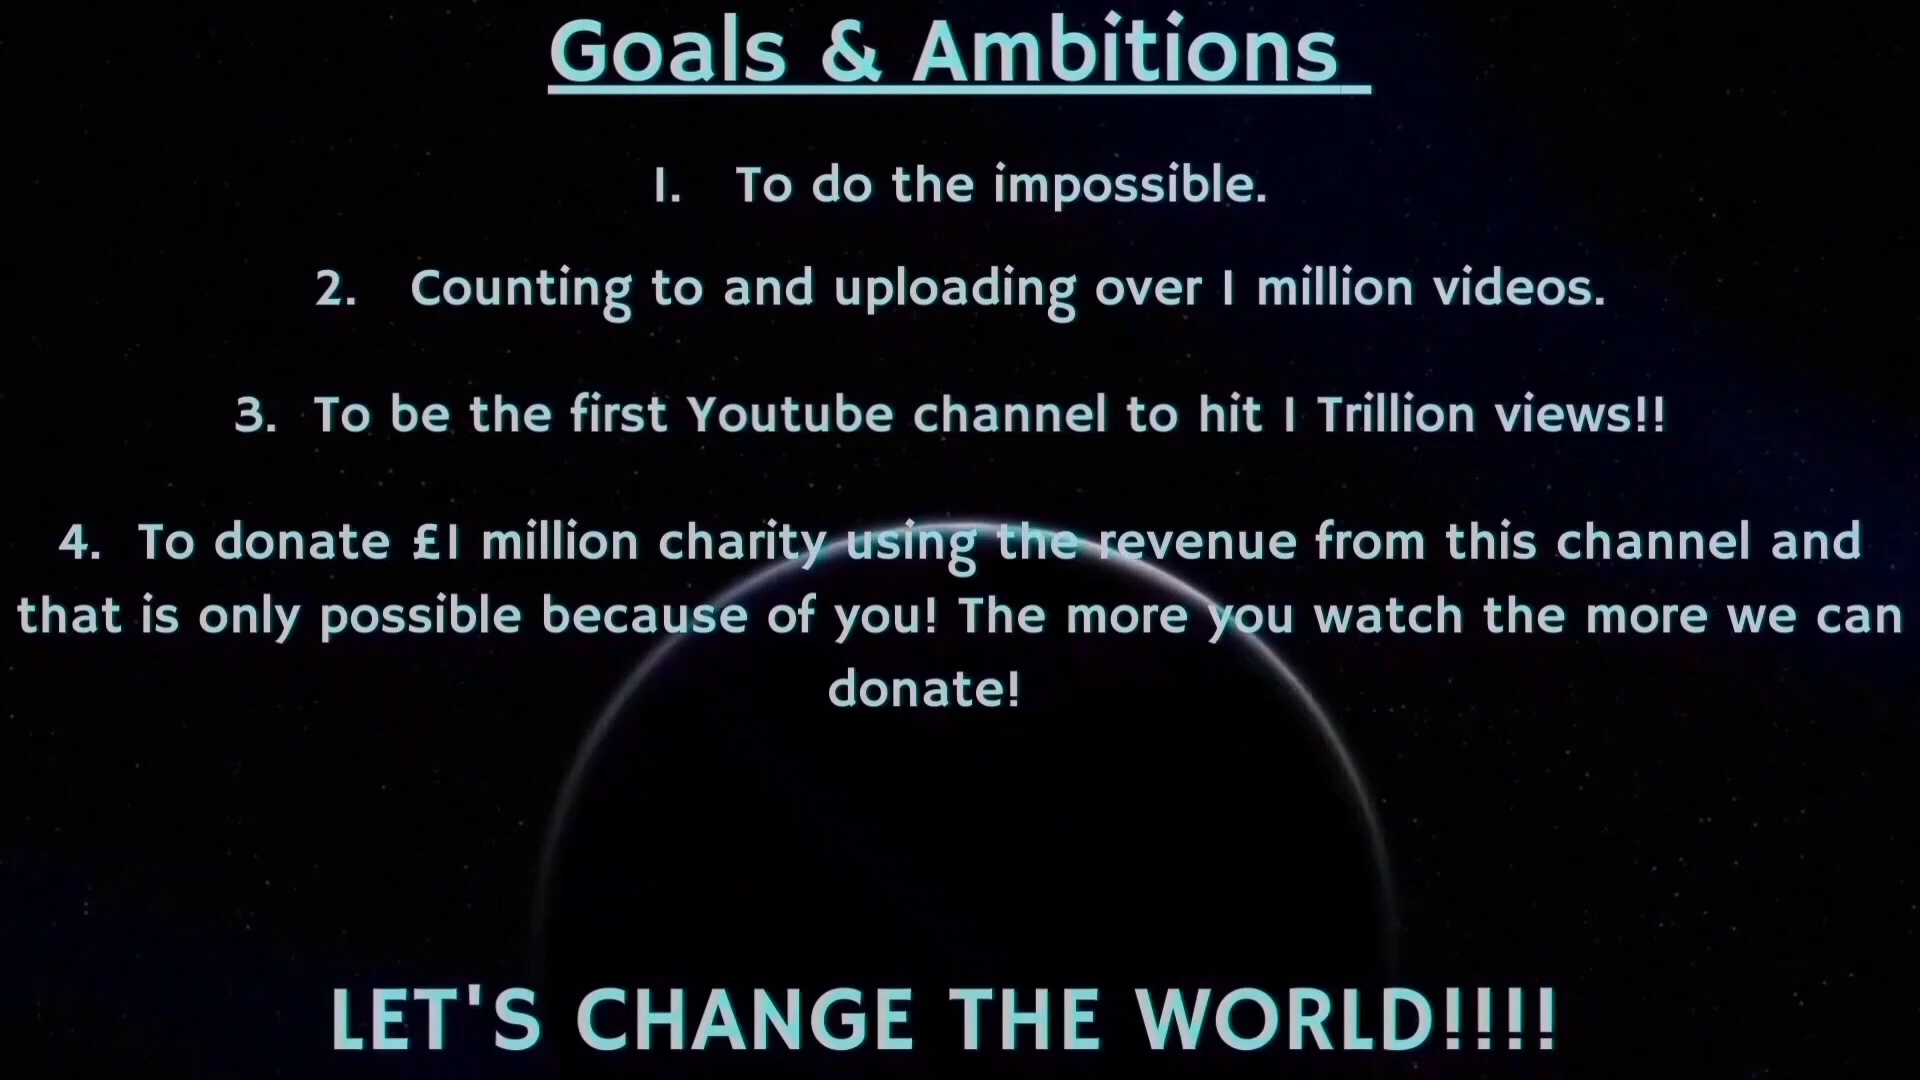 Goals & Ambitions
1. To do the impossible.
2. Counting to and uploading over 1 million videos.
3. To be the first Youtube channel to hit 1 Trillion views!!
4. To donate £1 million charity using the revenue from this channel and
that is only possible because of you! The more you watch the more we can
donate!
LET'S CHANGE THE WORLD!!!!